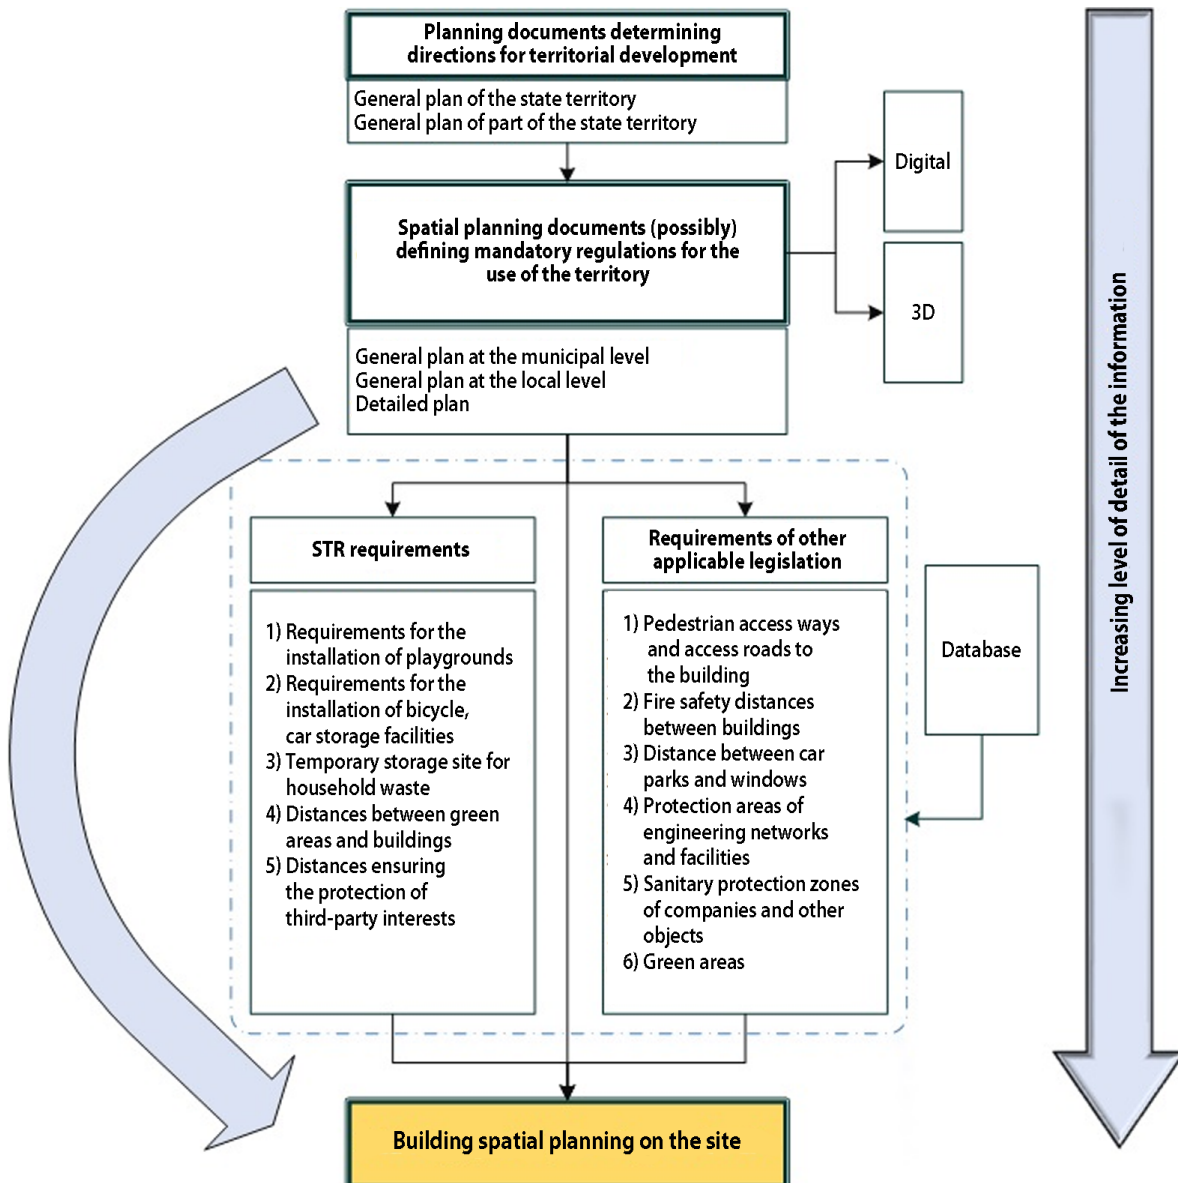 Planning documents determining
directions for territorial development
General plan of the state territory
General plan of part of the state territory
Digital
Spatial planning documents (possibly)
defining mandatory regulations for the
use of the territory
3D
General plan at the municipal level
General plan at the local level
Detailed plan
STR requirements
1) Requirements for the
installation of playgrounds
2) Requirements for the
installation of bicycle,
car storage facilities
3) Temporary storage site for
household waste
4) Distances between green
areas and buildings
5) Distances ensuring
the protection of
third-party interests
Requirements of other
applicable legislation
1) Pedestrian access ways
and access roads to
the building
2) Fire safety distances
between buildings
3) Distance between car
parks and windows
4) Protection areas of
engineering networks
and facilities
5) Sanitary protection zones
of companies and other
objects
6) Green areas
Database
Increasing level of detail of the information
Building spatial planning on the site